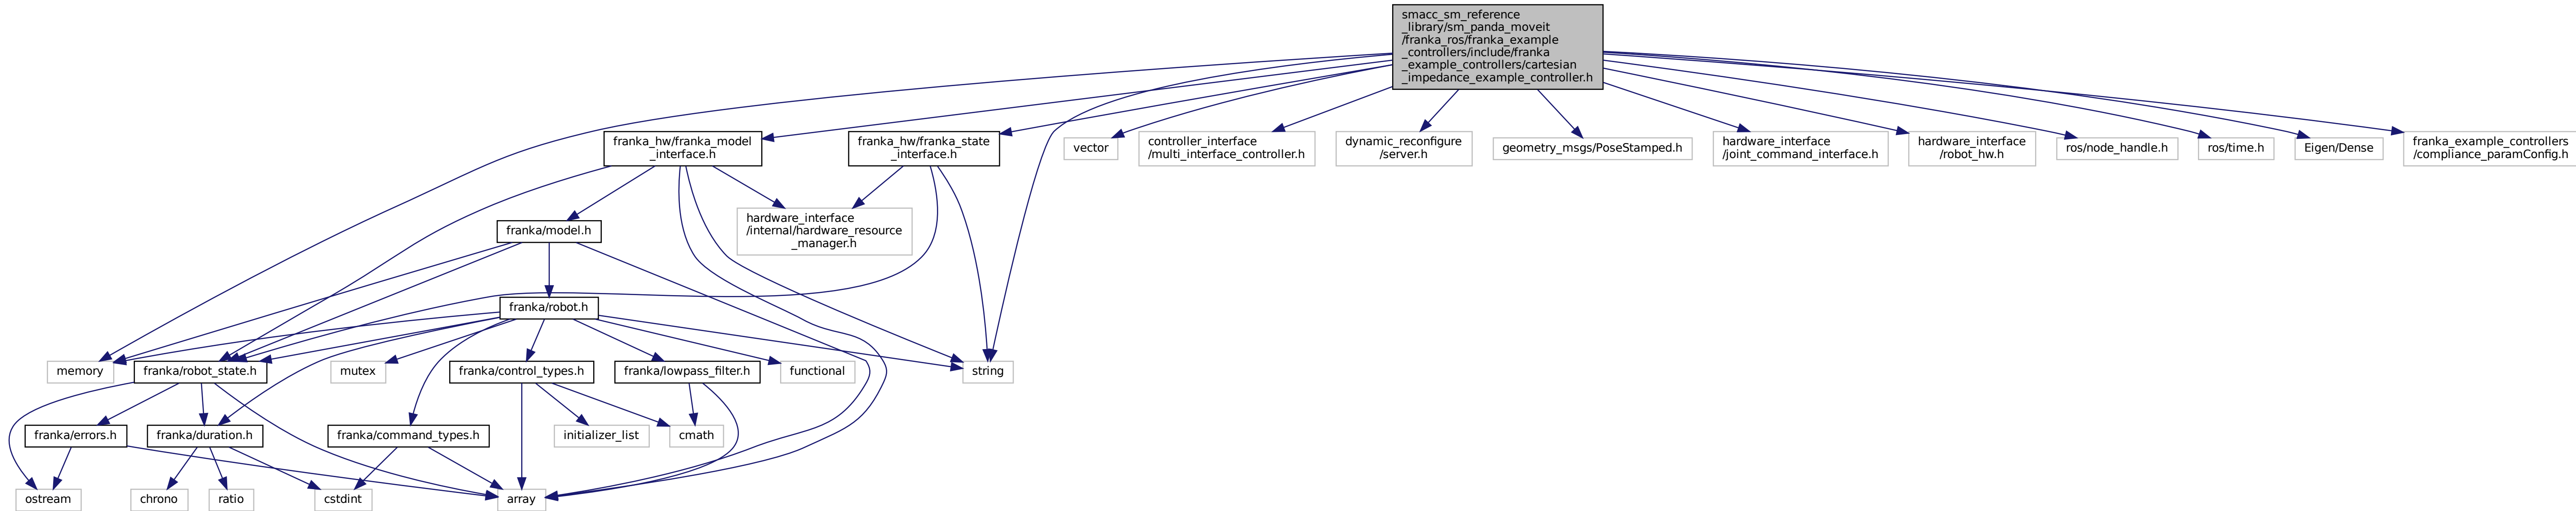 smacc_sm_reference
_library/sm_panda_moveit
/franka_ros/franka_example
_controllers/include/franka
_example_controllers/cartesian
_impedance_example_controller.h
franka_hw/franka_model
_interface.h
franka_hw/franka_state
_interface.h
vector
controller_interface
/multi_interface_controller.h
dynamic_reconfigure
/server.h
geometry_msgs/PoseStamped.h
hardware_interface
/joint_command_interface.h
hardware_interface
/robot_hw.h
ros/node_handle.h
ros/time.h
Eigen/Dense
franka_example_controllers
/compliance_paramConfig.h
franka/model.h
hardware_interface
/internal/hardware_resource
_manager.h
franka/robot.h
memory
franka/robot_state.h
mutex
franka/control_types.h
franka/lowpass_filter.h
functional
string
franka/errors.h
franka/duration.h
franka/command_types.h
initializer_list
cmath
ostream
chrono
ratio
cstdint
array